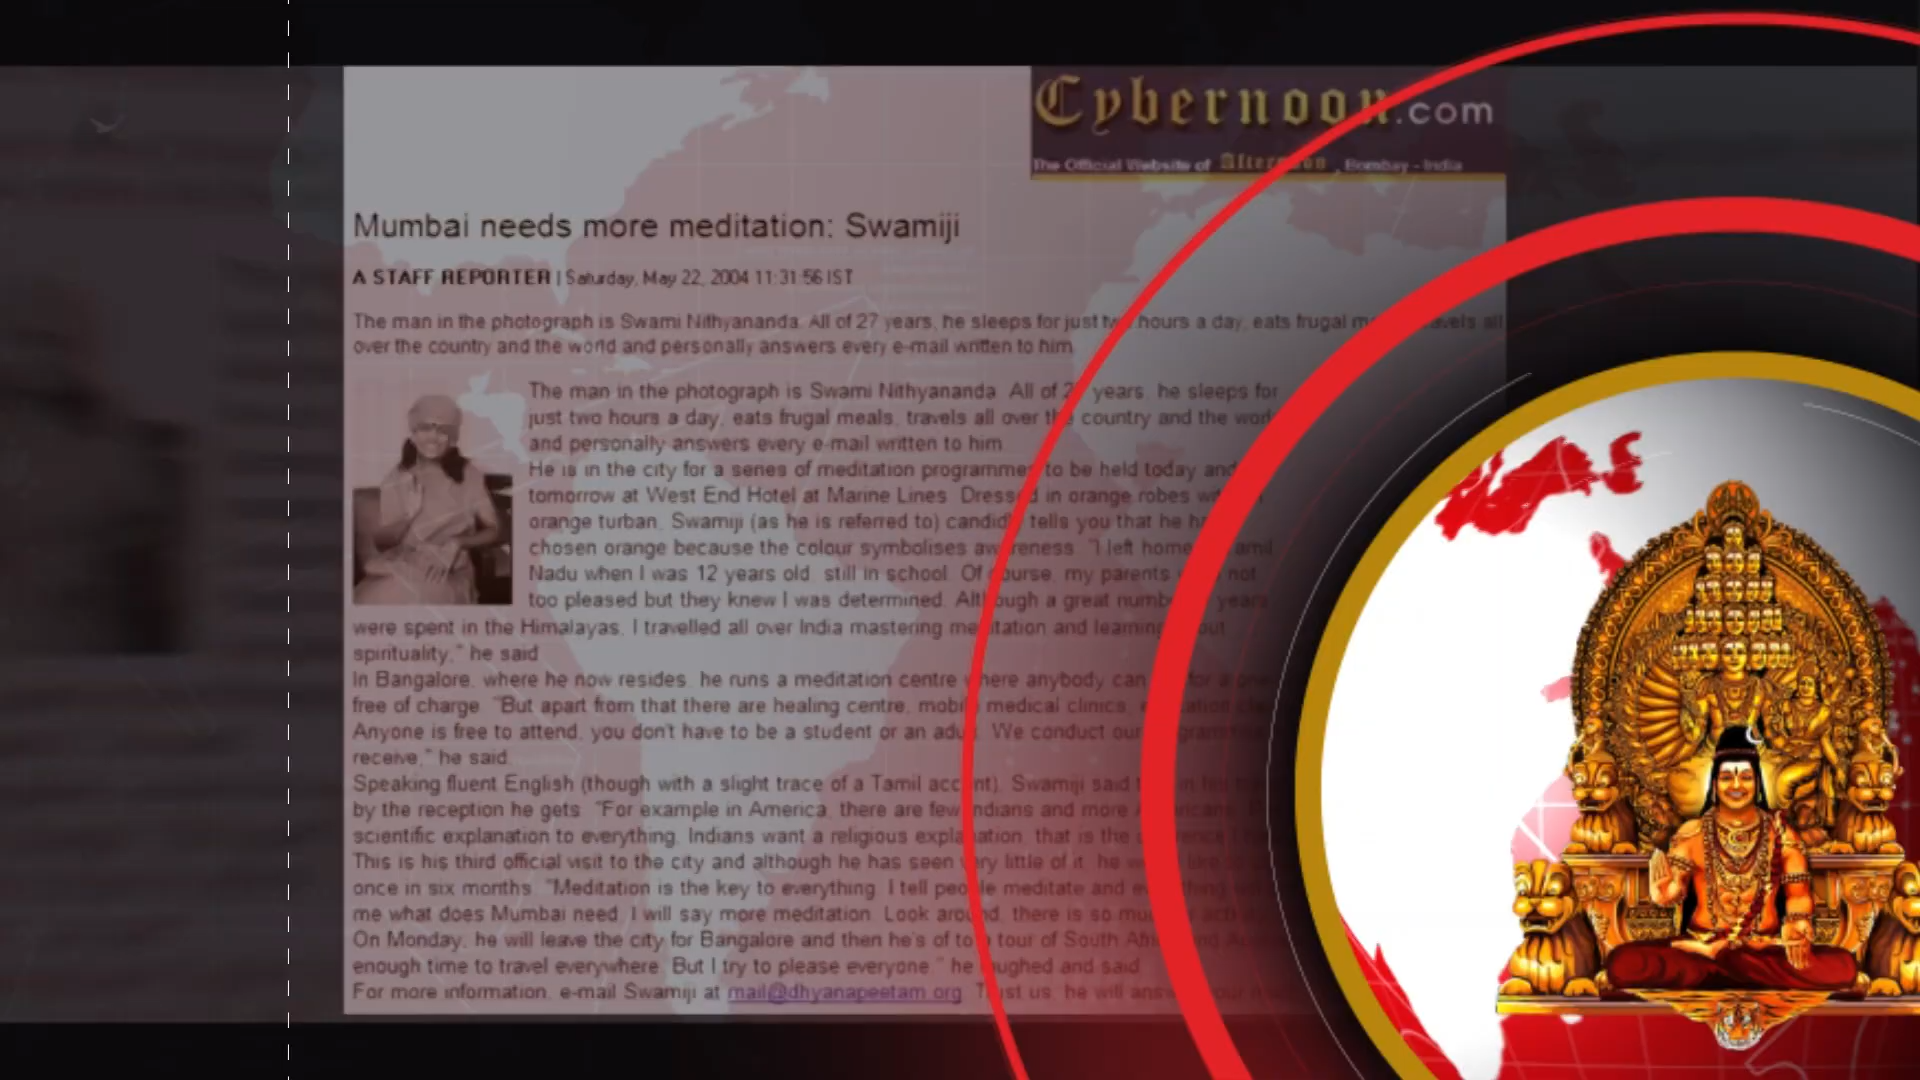 Cybernoon.com
The Official Website of Afternoon, Bombay - India
Mumbai needs more meditation: Swamiji
A STAFF REPORTER | Saturday, May 22, 2004 11:31:56 IST
The man in the photograph is Swami Nithyananda. All of 27 years, he sleeps for just two hours a day, eats frugal travels all
over the country and the world and personally answers every e-mail written to him.
The man in the photograph is Swami Nithyananda. All of years, he sleeps for
just two hours a day, eats frugal meals, travels all over the country and the
and personally answers every e-mail written to him.
He is in the city for a series of meditation programmes to be held today and
tomorrow at West End Hotel at Marine Lines. Dressed in orange robes
orange turban, Swamiji (as he is referred to) candidly tells you that he
chosen orange because the colour symbolises awareness. "I left home
Nadu when I was 12 years old, still in school. Of course, my parents not
too pleased but they knew I was determined. Although a great number years
were spent in the Himalayas, I travelled all over India mastering meditation and learning
spirituality," he said.
In Bangalore, where he now resides, he runs a meditation centre where anybody can for
free of charge. "But apart from that there are healing centre, mobile medical clinics,
Anyone is free to attend, you don't have to be a student or an adult. We conduct our
receive," he said.
Speaking fluent English (though with a slight trace of a Tamil accent), Swamiji said in
by the reception he gets. "For example in America, there are few Indians and more
scientific explanation to everything, Indians want a religious explanation, that is the
This is his third official visit to the city and although he has seen very little of it, he
once in six months. "Meditation is the key to everything. I tell people meditate and
me what does Mumbai need, I will say more meditation. Look around, there is so
On Monday, he will leave the city for Bangalore and then he's of to tour of South
enough time to travel everywhere. But I try to please everyone," he laughed and said.
For more information, e-mail Swamiji at mail@dhyanapeetam.org. Trust us, he will